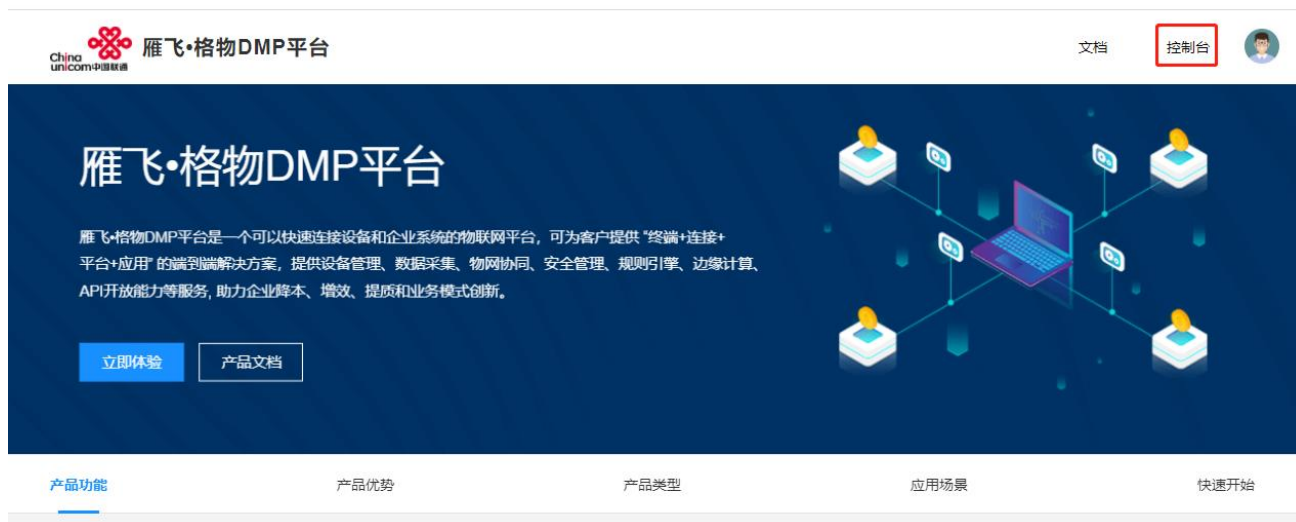 China
unicom中国联通
雁飞•格物DMP平台
文档
控制台
雁飞•格物DMP平台
雁飞•格物DMP平台是一个可以快速连接设备和企业系统的物联网平台，可为客户提供 "终端+连接+
平台+应用" 的端到端解决方案，提供设备管理、数据采集、物网协同、安全管理、规则引擎、边缘计算、
API开放能力等服务, 助力企业降本、增效、提质和业务模式创新。
立即体验
产品文档
产品功能
产品优势
产品类型
应用场景
快速开始